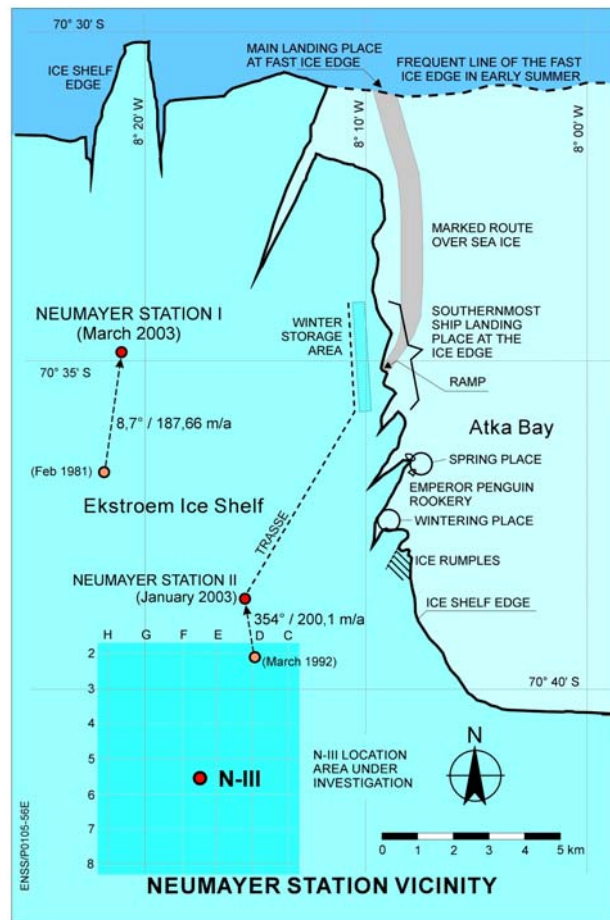 70° 30' S
MAIN LANDING PLACE
AT FAST ICE EDGE
FREQUENT LINE OF THE FAST
ICE EDGE IN EARLY SUMMER
ICE SHELF
EDGE
8° 20' W
8° 10' W
8° 00' W
MARKED ROUTE
OVER SEA ICE
NEUMAYER STATION I
(March 2003)
WINTER
STORAGE
AREA
SOUTHERNMOST
SHIP LANDING
PLACE AT THE
ICE EDGE
70° 35' S
RAMP
8,7° / 187,66 m/a
Atka Bay
(Feb 1981)
SPRING PLACE
Ekstroem Ice Shelf
EMPEROR PENGUIN
ROOKERY
WINTERING PLACE
TRASSE
ICE RUMPLES
NEUMAYER STATION II
(January 2003)
ICE SHELF EDGE
354° / 200,1 m/a
H G F E D C
2
(March 1992)
3
70° 40' S
4
5
N-III LOCATION
AREA UNDER
INVESTIGATION
N
N-III
6
7
8
0 1 2 3 4 5 km
ENSS/P0105-56E
NEUMAYER STATION VICINITY